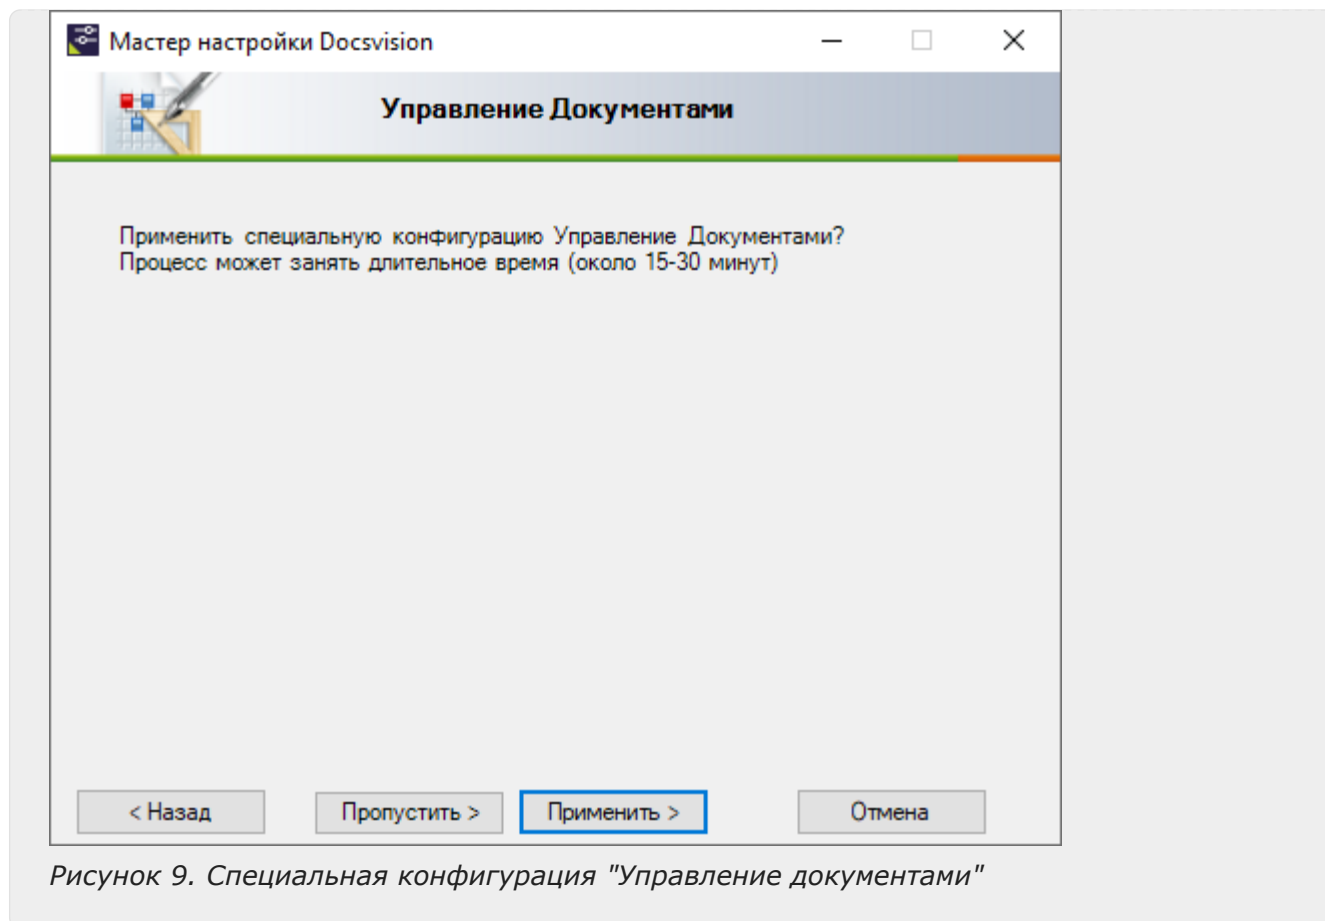 Мастер настройки Docsvision
Управление Документами
Применить специальную конфигурацию Управление Документами?
Процесс может занять длительное время (около 15-30 минут)
< Назад
Пропустить >
Применить >
Отмена
Рисунок 9. Специальная конфигурация "Управление документами"